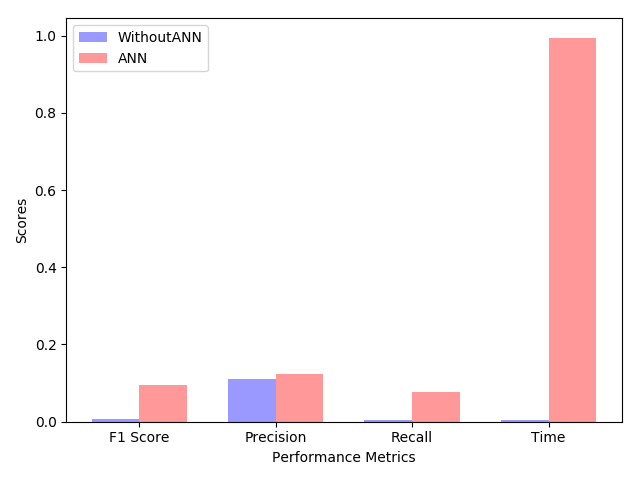 WithoutANN
ANN
1.0
0.8
0.6
0.4
0.2
0.0
Scores
F1 Score Precision Recall Time
Performance Metrics